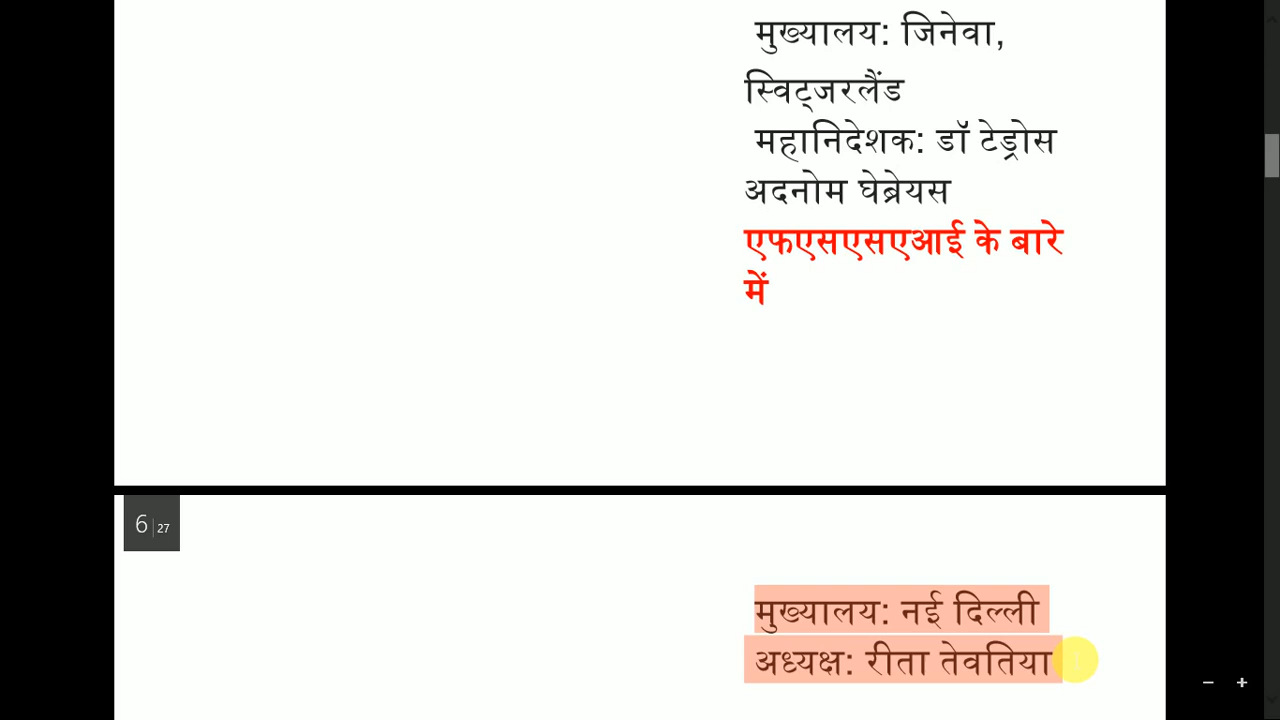 मुख्यालय: जिनेवा,
स्विट्जरलैंड
महानिदेशक: डॉ टेड्रोस
अदनोम घेब्रेयस
एफएसएसएआई के बारे
में
6 | 27
मुख्यालय: नई दिल्ली
अध्यक्ष: रीता तेवतिया